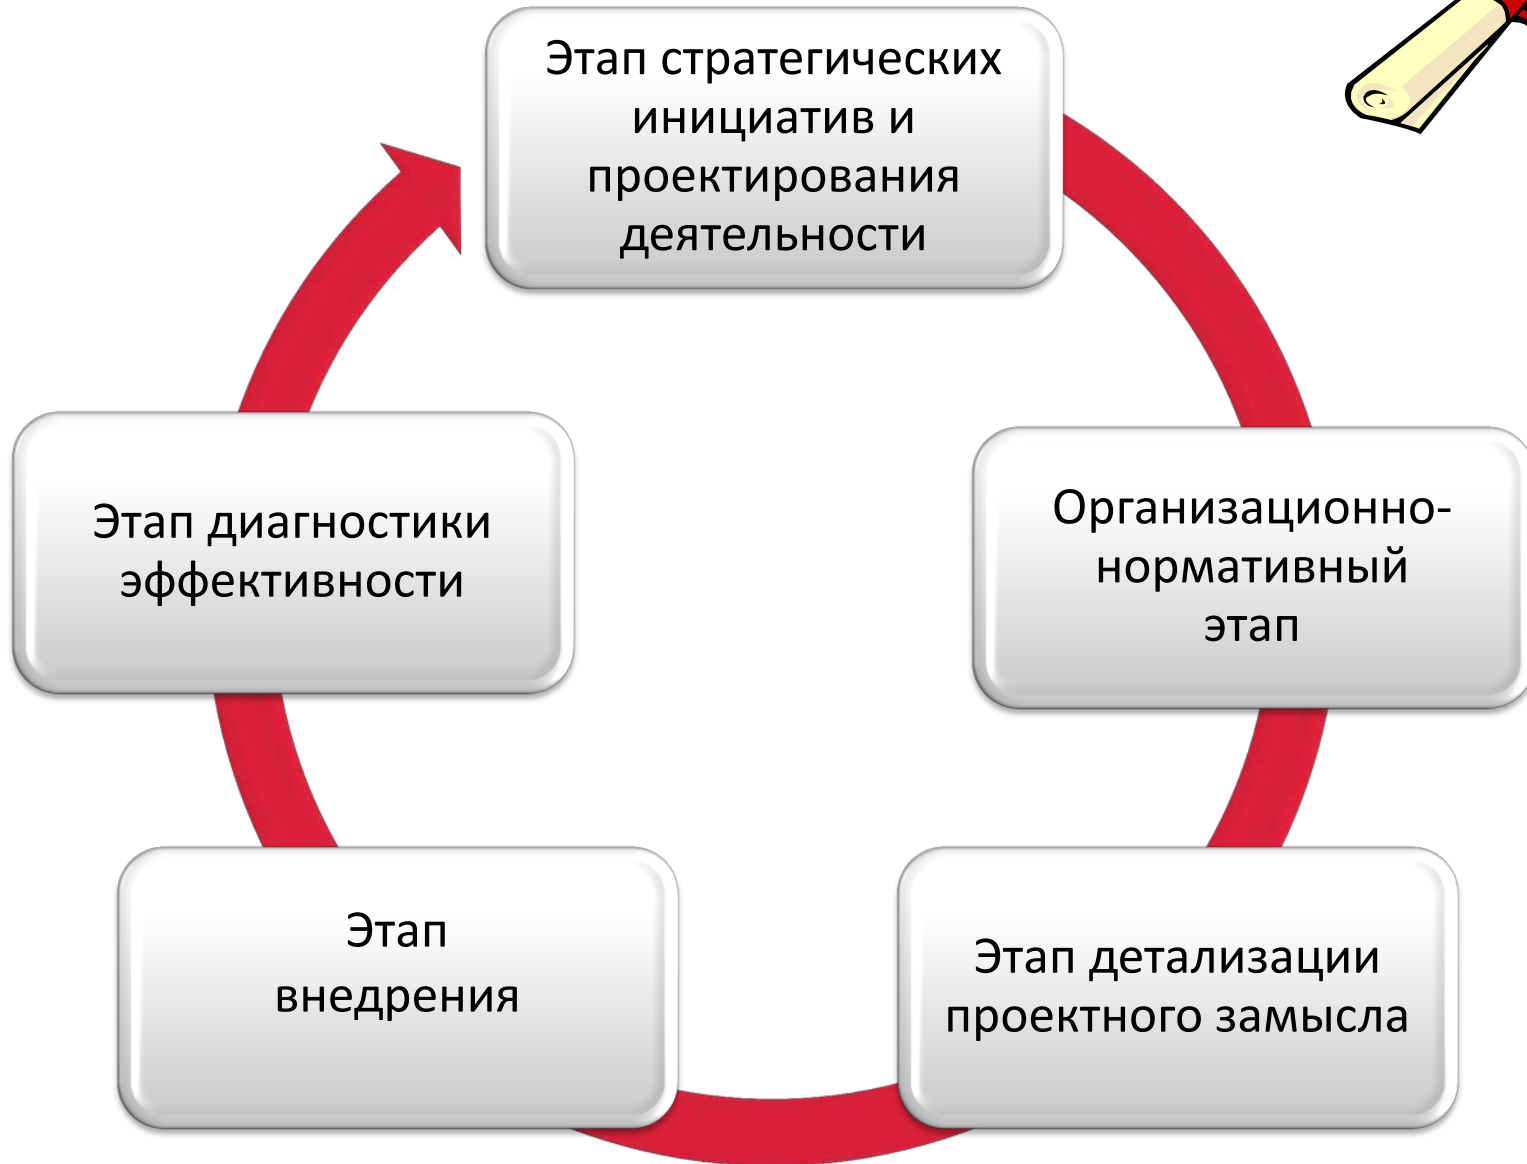 Этап стратегических
инициатив и
проектирования
деятельности
Организационно-
нормативный
этап
Этап детализации
проектного замысла
Этап
внедрения
Этап диагностики
эффективности